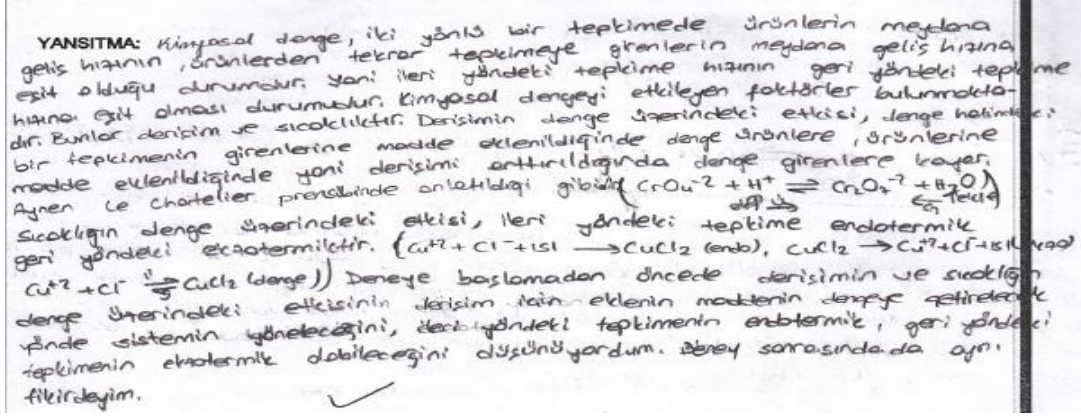 YANSITMA: Kimyasal denge, iki yönlü bir tepkimede ürünlerin meydana
geliş hızının, ürünlerden tekrar tepkimeye girenlerin meydana geliş hızına
eşit olduğu durumdur. Yani ileri yöndeki tepkime hızının geri yöndeki tepkime
hızına eşit olması durumudur. Kimyasal dengeyi etkileyen faktörler bulunmakta-
dır. Bunlar derişim ve sıcaklıktır. Derişimin denge üzerindeki etkisi, denge halindeki
bir tepkimenin girenlerine madde eklenildiğinde denge ürünlere, ürünlerine
madde eklenildiğinde yani derişimi arttırıldığında denge girenlere kayar.
Aynen Le Chatelier prensibinde anlatıldığı gibidir (CrO4-2 + H+ ⇌ Cr2O7-2 + H2O)
Sıcaklığın denge üzerindeki etkisi, ileri yöndeki tepkime endotermik
geri yöndeki ekzotermiktir. (Cu+2 + Cl- + ısı → CuCl2 (endo), CuCl2 → Cu+2 + Cl- + ısı
Cu+2 + Cl- ⇌ CuCl2 (denge)) Deneye başlamadan öncede derişimin ve sıcaklığın
denge üzerindeki etkisinin derişim için eklenin maddenin dengeye getirelecek
yönde sistemin yöneleceğini, ileri yöndeki tepkimenin endotermik, geri yöndeki
tepkimenin ekzotermik olabileceğini düşünüyordum. Deney sonrasında da aynı
fikirdeyim.